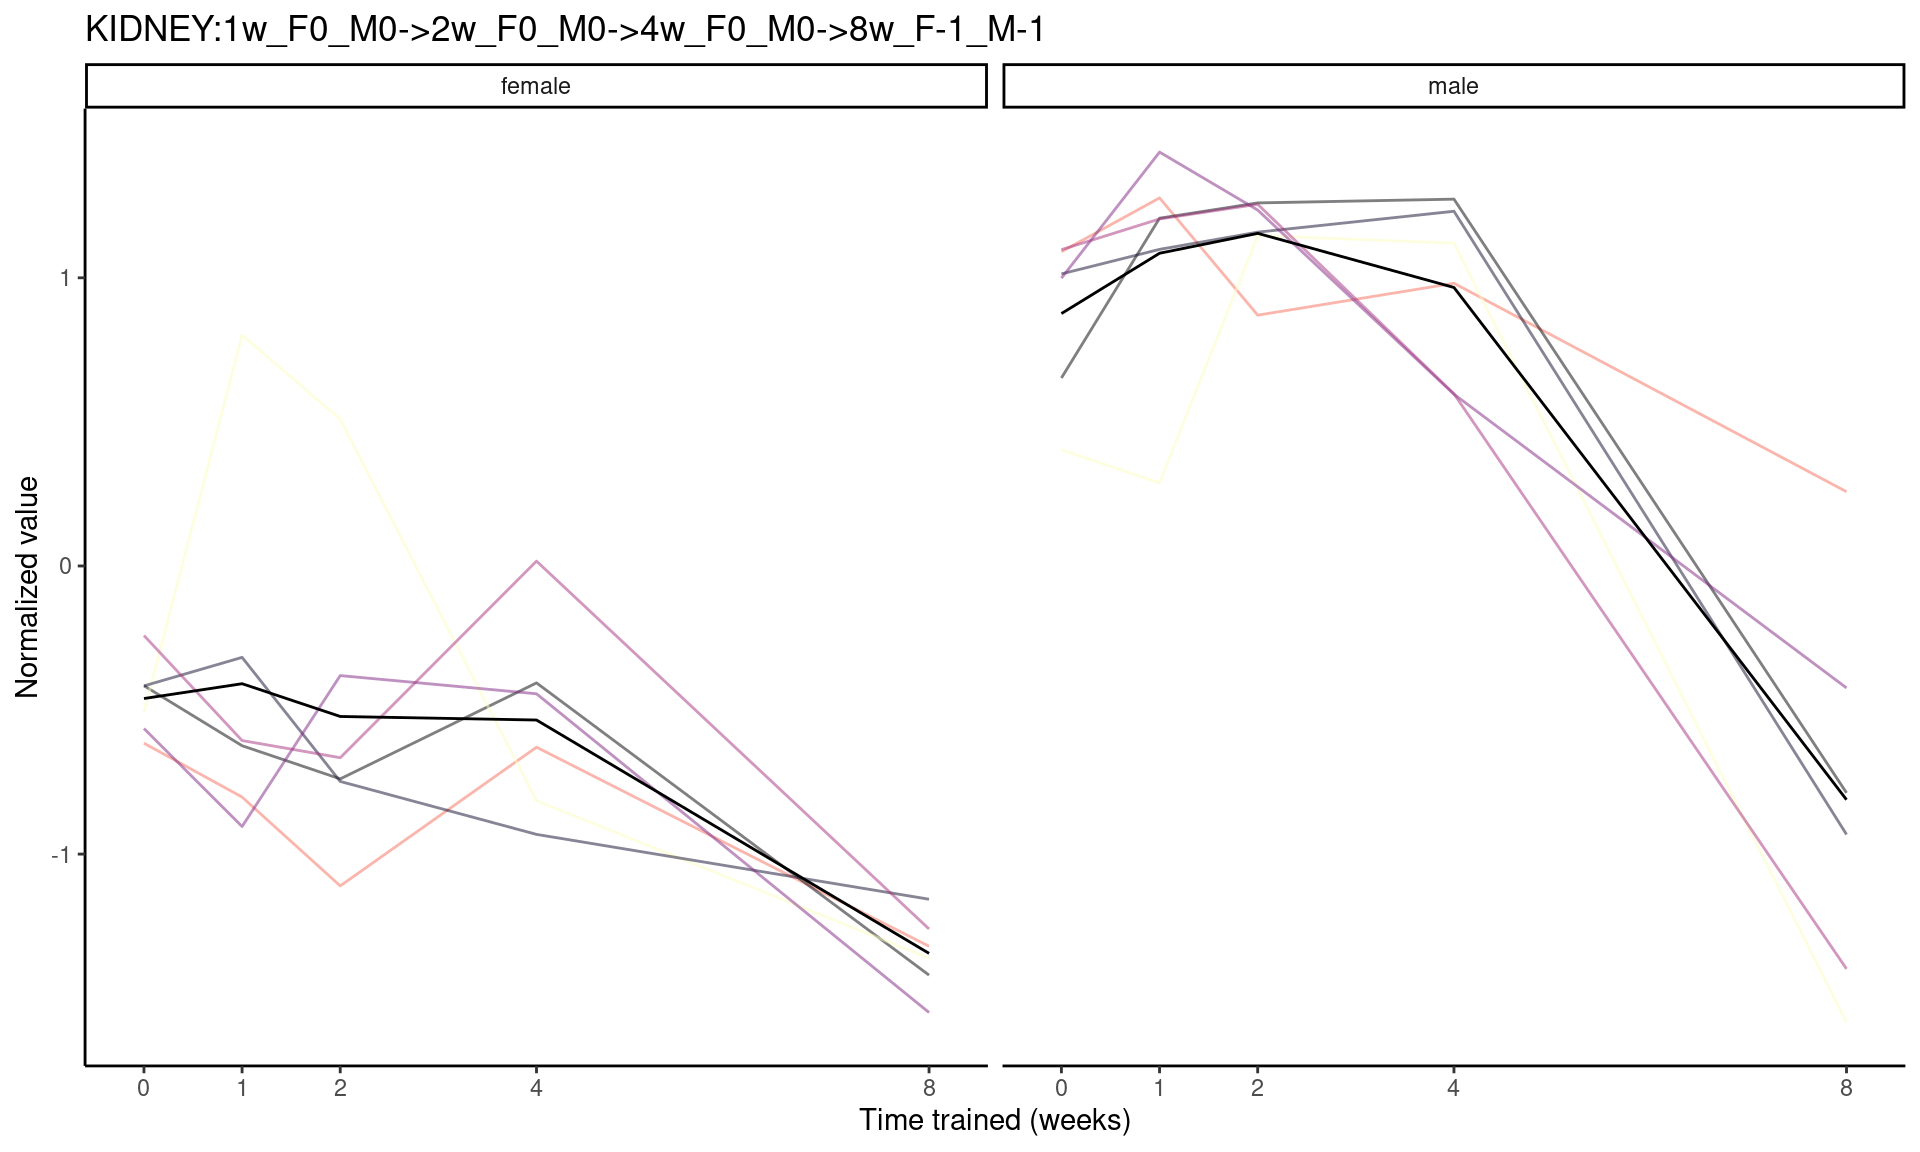 KIDNEY:1w_F0_M0->2w_F0_M0->4w_F0_M0->8w_F-1_M-1
female male
Normalized value
1
0
-1
0 1 2 4 8 0 1 2 4 8
Time trained (weeks)